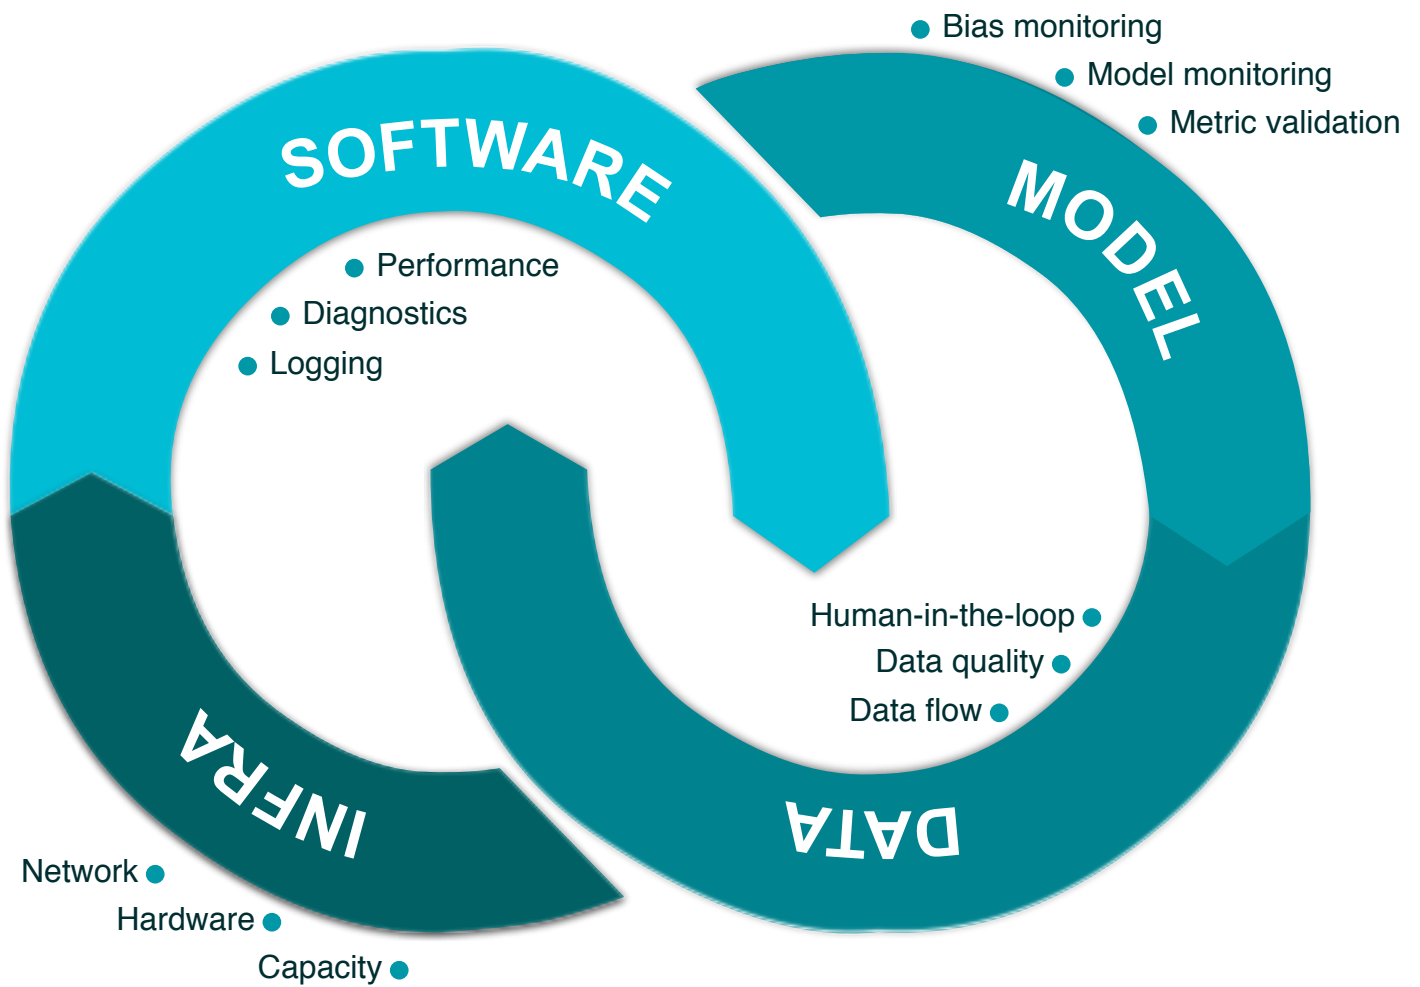 SOFTWARE
Performance
Diagnostics
Logging
Bias monitoring
Model monitoring
Metric validation
MODEL
Human-in-the-loop
Data quality
Data flow
DATA
INFRA
Network
Hardware
Capacity